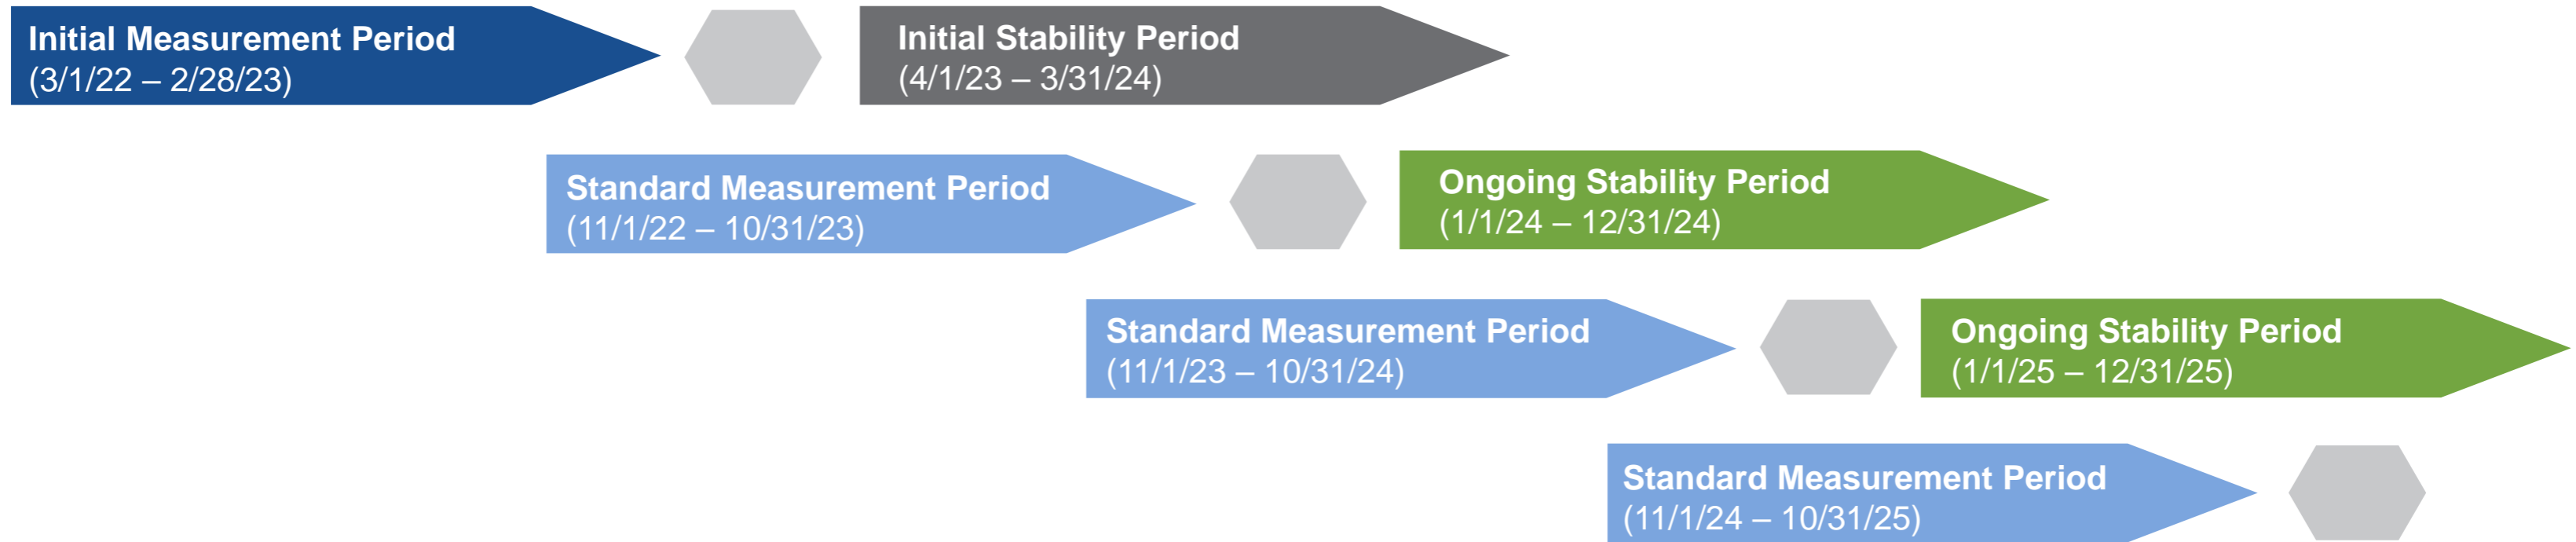 Initial Measurement Period
(3/1/22 – 2/28/23)
Initial Stability Period
(4/1/23 – 3/31/24)
Standard Measurement Period
(11/1/22 – 10/31/23)
Ongoing Stability Period
(1/1/24 – 12/31/24)
Standard Measurement Period
(11/1/23 – 10/31/24)
Ongoing Stability Period
(1/1/25 – 12/31/25)
Standard Measurement Period
(11/1/24 – 10/31/25)